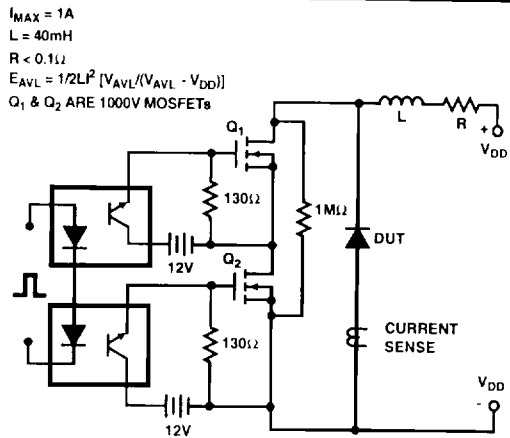 IMAX = 1A
L = 40mH
R < 0.1Ω
EAVL = 1/2LI² [VAVL/(VAVL - VDD)]
Q1 & Q2 ARE 1000V MOSFETs
Q1
L
R
+
VDD
130Ω
1MΩ
DUT
12V
Q2
CURRENT
SENSE
130Ω
VDD
-
12V